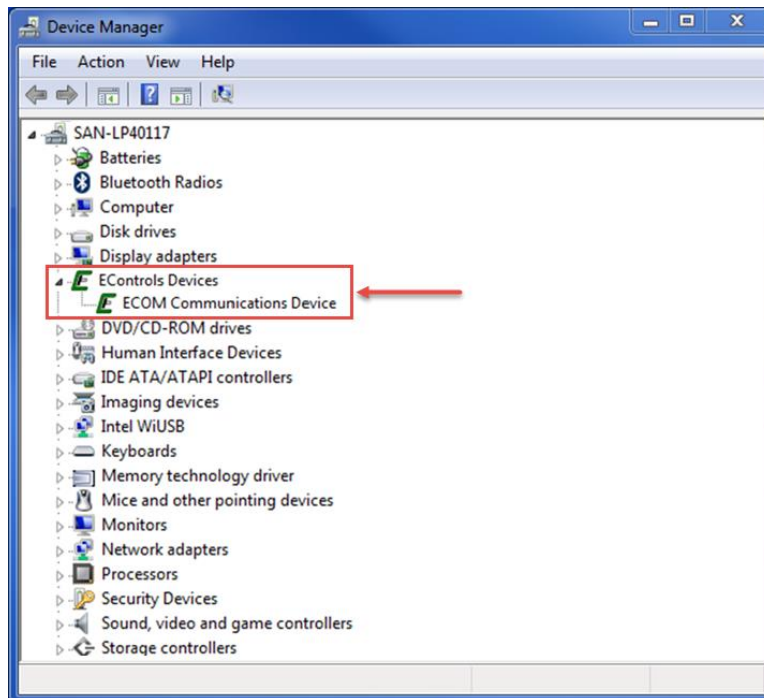 Device Manager
File Action View Help
SAN-LP40117
Batteries
Bluetooth Radios
Computer
Disk drives
Display adapters
EControls Devices
ECOM Communications Device
DVD/CD-ROM drives
Human Interface Devices
IDE ATA/ATAPI controllers
Imaging devices
Intel WiUSB
Keyboards
Memory technology driver
Mice and other pointing devices
Monitors
Network adapters
Processors
Security Devices
Sound, video and game controllers
Storage controllers